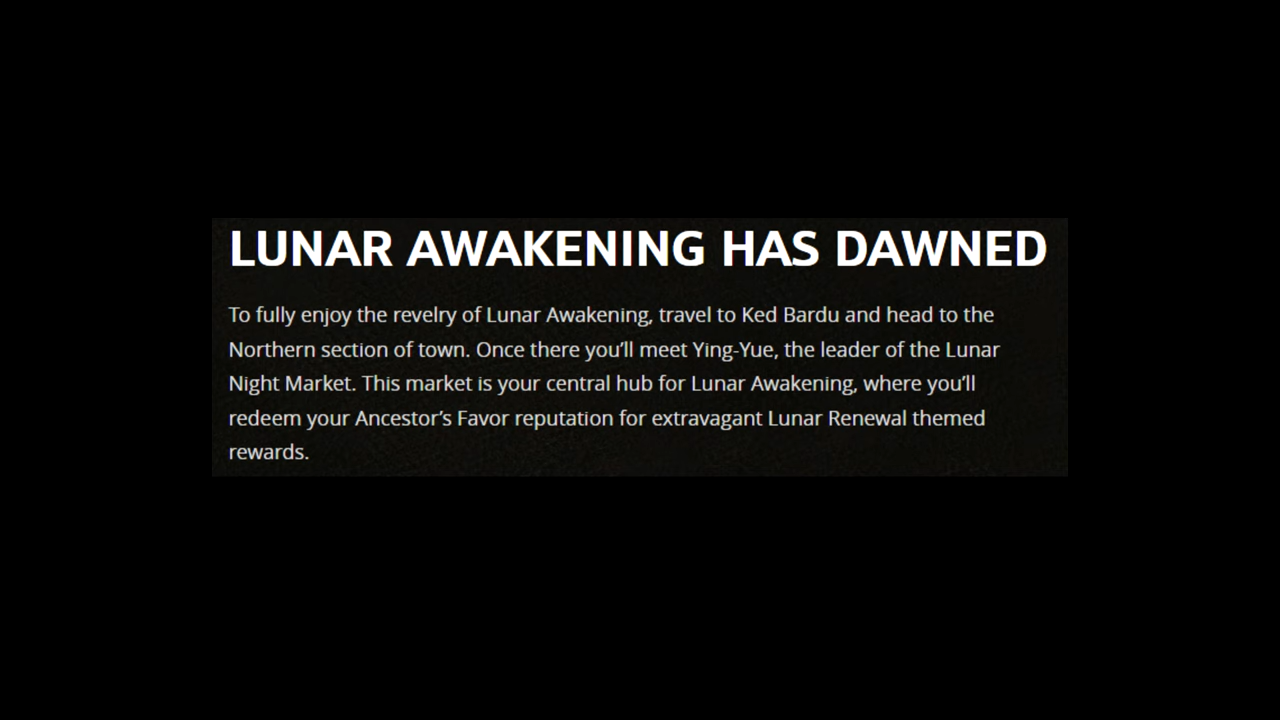 LUNAR AWAKENING HAS DAWNED
To fully enjoy the revelry of Lunar Awakening, travel to Ked Bardu and head to the
Northern section of town. Once there you’ll meet Ying-Yue, the leader of the Lunar
Night Market. This market is your central hub for Lunar Awakening, where you’ll
redeem your Ancestor’s Favor reputation for extravagant Lunar Renewal themed
rewards.